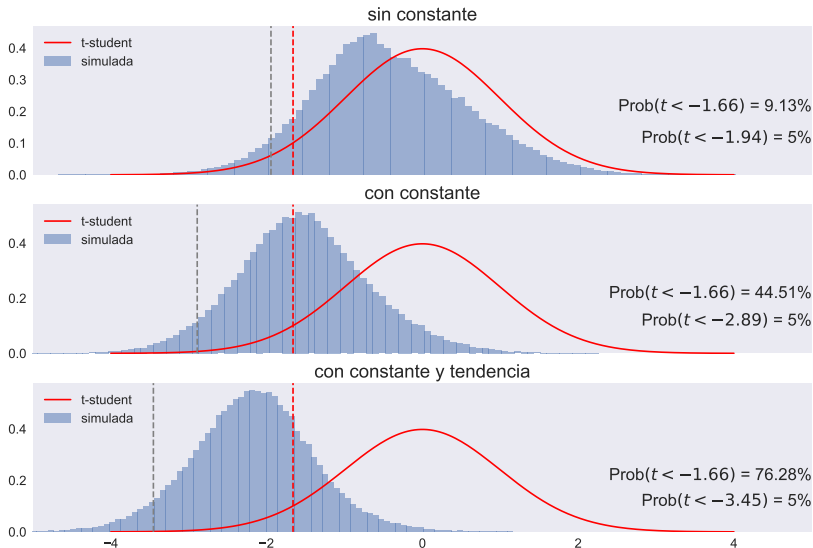 sin constante
t-student
simulada
0.4
0.3
0.2
0.1
0.0
Prob(t < −1.66) = 9.13%
Prob(t < −1.94) = 5%
con constante
t-student
simulada
0.4
0.2
0.0
Prob(t < −1.66) = 44.51%
Prob(t < −2.89) = 5%
con constante y tendencia
t-student
simulada
0.4
0.2
0.0
Prob(t < −1.66) = 76.28%
Prob(t < −3.45) = 5%
−4 −2 0 2 4